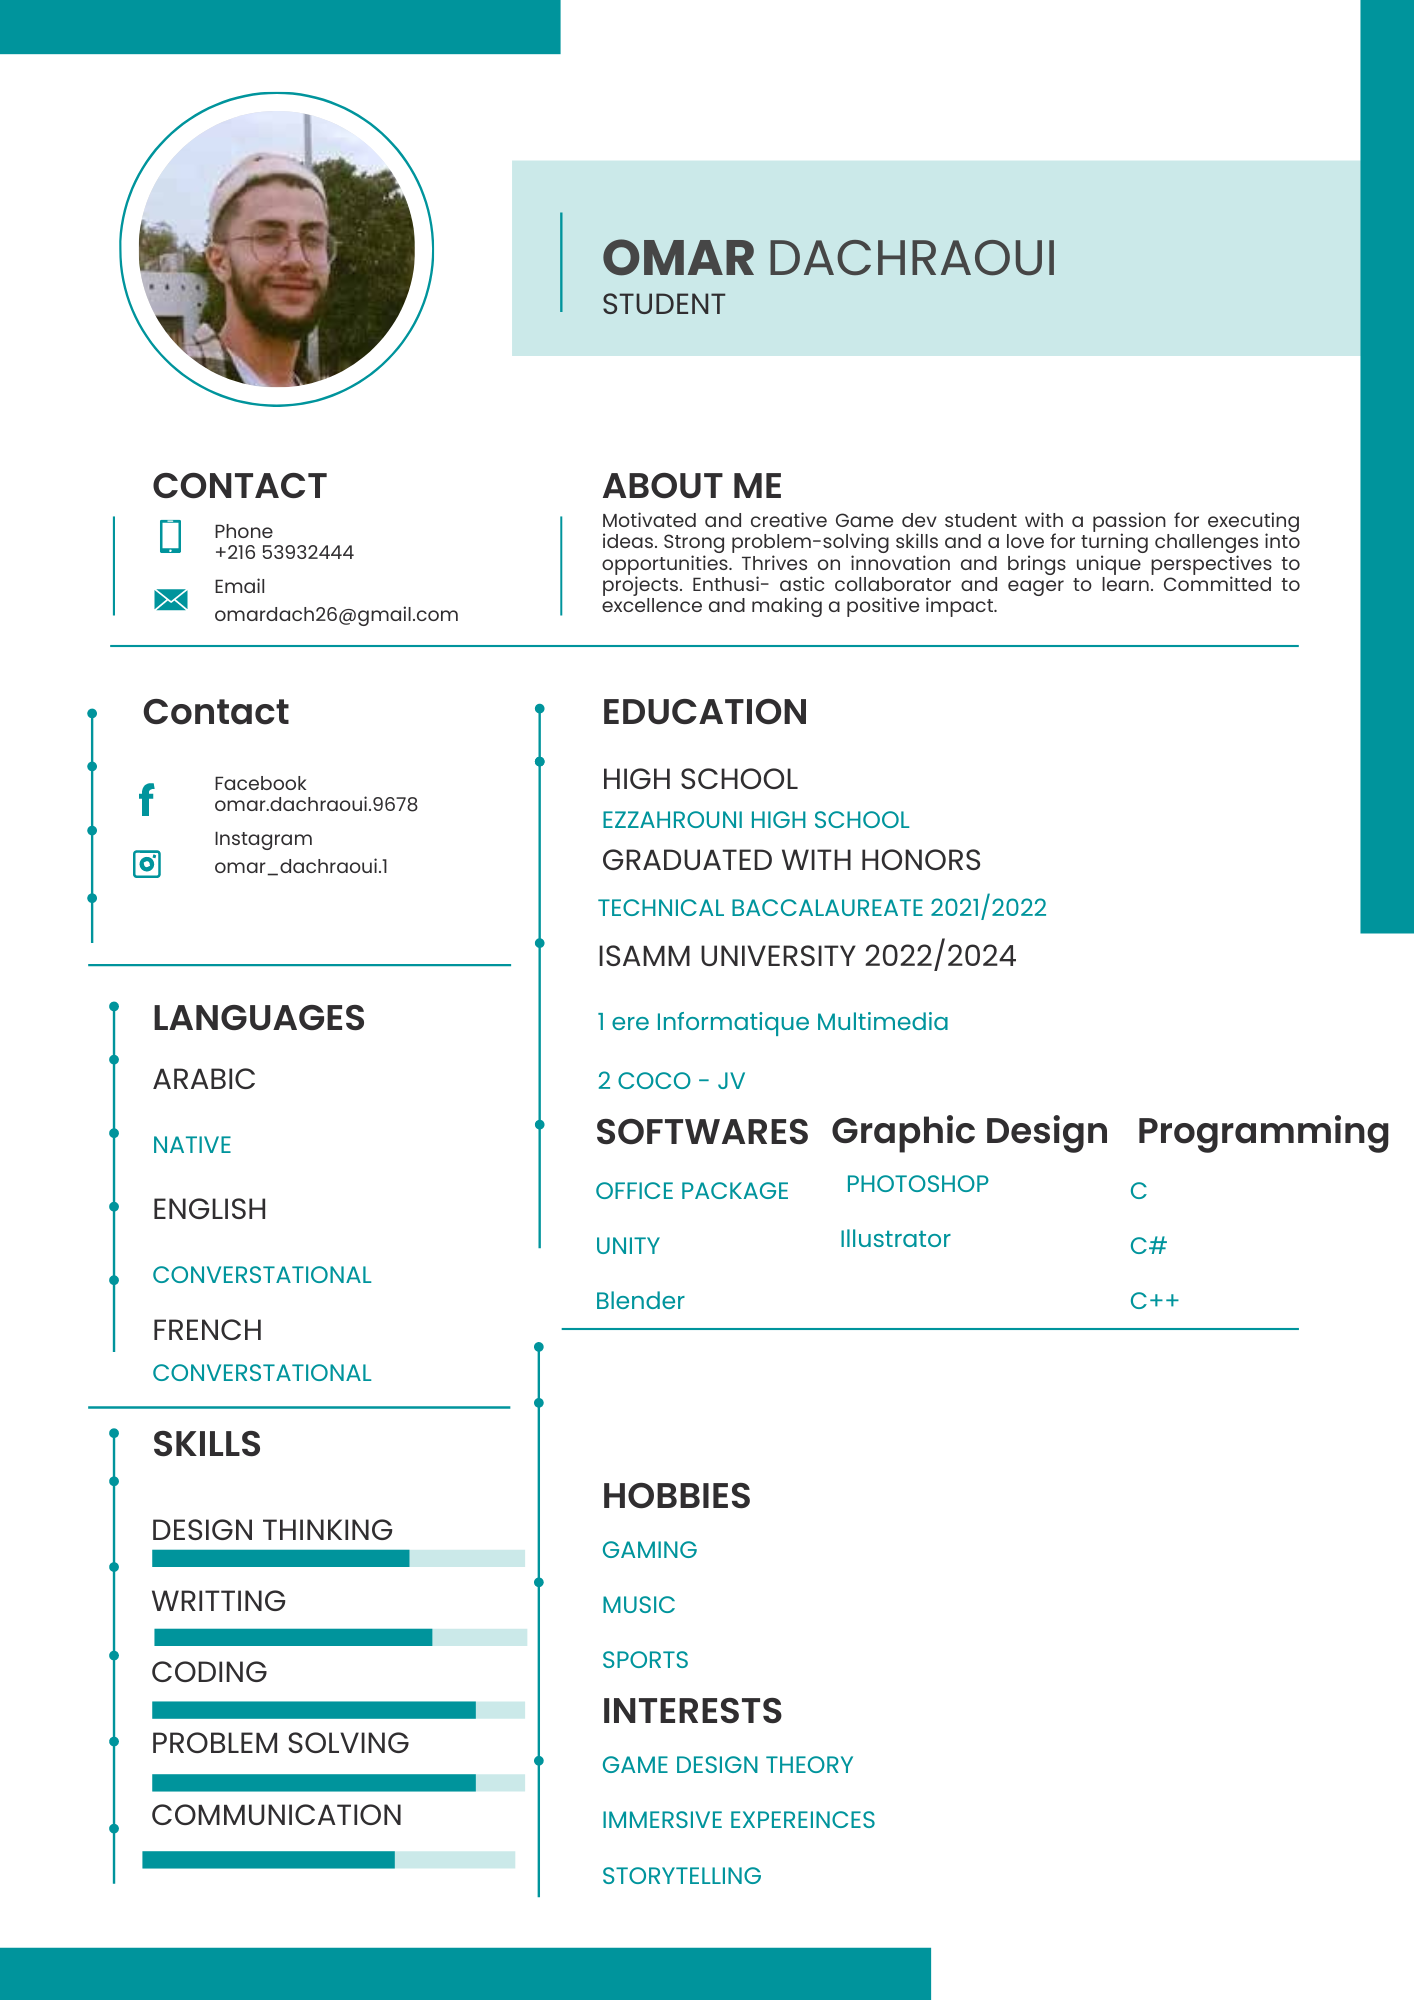 OMAR DACHRAOUI
STUDENT
CONTACT
Phone
+216 53932444
Email
omardach26@gmail.com
ABOUT ME
Motivated and creative Game dev student with a passion for executing
ideas. Strong problem-solving skills and a love for turning challenges into
opportunities. Thrives on innovation and brings unique perspectives to
projects. Enthusi- astic collaborator and eager to learn. Committed to
excellence and making a positive impact.
Contact
Facebook
omar.dachraoui.9678
Instagram
omar_dachraoui.1
LANGUAGES
ARABIC
NATIVE
ENGLISH
CONVERSTATIONAL
FRENCH
CONVERSTATIONAL
SKILLS
DESIGN THINKING
WRITTING
CODING
PROBLEM SOLVING
COMMUNICATION
EDUCATION
HIGH SCHOOL
EZZAHROUNI HIGH SCHOOL
GRADUATED WITH HONORS
TECHNICAL BACCALAUREATE 2021/2022
ISAMM UNIVERSITY 2022/2024
1 ere Informatique Multimedia
2 COCO - JV
SOFTWARES
OFFICE PACKAGE
UNITY
Blender
Graphic Design
PHOTOSHOP
Illustrator
Programming
C
C#
C++
HOBBIES
GAMING
MUSIC
SPORTS
INTERESTS
GAME DESIGN THEORY
IMMERSIVE EXPEREINCES
STORYTELLING